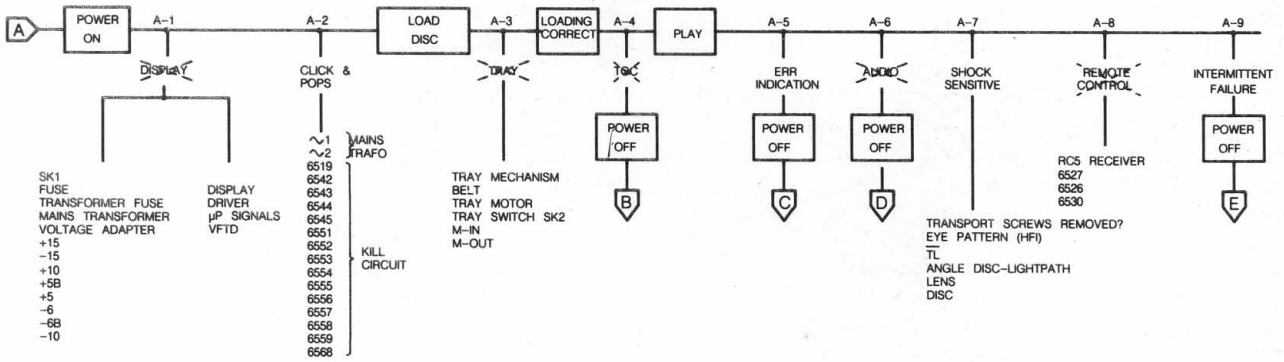 A
POWER ON
A-1
A-2
LOAD DISC
A-3
LOADING CORRECT
A-4
PLAY
A-5
A-6
A-7
A-8
A-9
DISPLAY
CLICK & POPS
TRAY
TOC
ERR INDICATION
AUDIO
SHOCK SENSITIVE
REMOTE CONTROL
INTERMITTENT FAILURE
POWER OFF
POWER OFF
POWER OFF
POWER OFF
B
C
D
E
SK1
FUSE
TRANSFORMER FUSE
MAINS TRANSFORMER
VOLTAGE ADAPTER
+15
-15
+10
+5B
+5
-6
-6B
-10
DISPLAY
DRIVER
µP SIGNALS
VFTD
∿1
∿2
MAINS
TRAFO
6519
6542
6543
6544
6545
6551
6552
6553
6554
6555
6556
6557
6558
6559
6568
KILL
CIRCUIT
TRAY MECHANISM
BELT
TRAY MOTOR
TRAY SWITCH SK2
M-IN
M-OUT
TRANSPORT SCREWS REMOVED?
EYE PATTERN (HFI)
TL
ANGLE DISC-LIGHTPATH
LENS
DISC
RC5 RECEIVER
6527
6526
6530